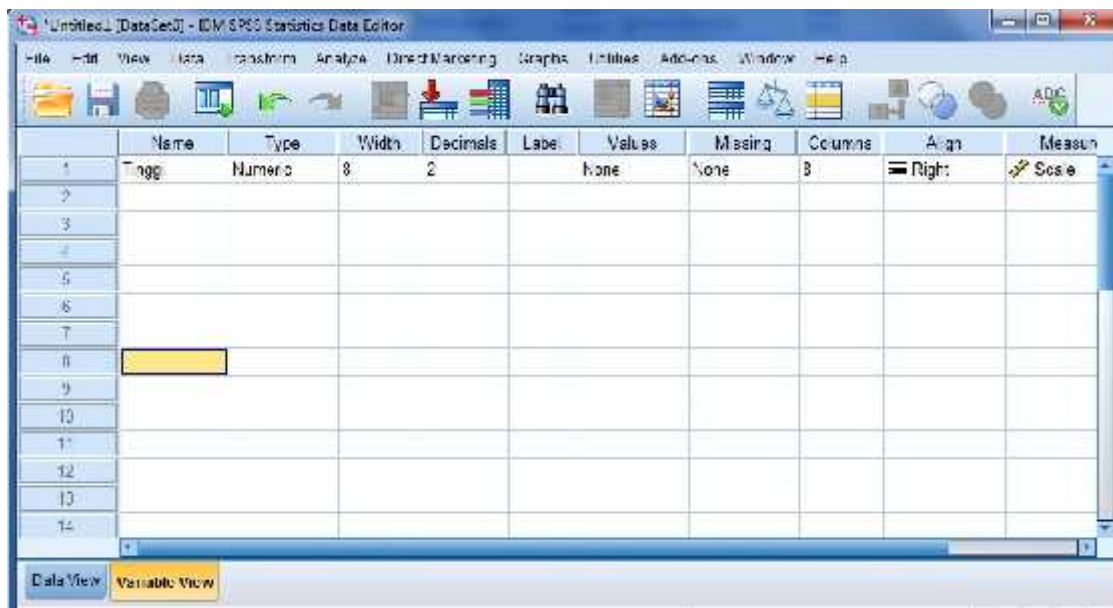 *Untitled1 [DataSet0] - IBM SPSS Statistics Data Editor
File Edit View Data Transform Analyze Direct Marketing Graphs Utilities Add-ons Window Help
Name Type Width Decimals Label Values Missing Columns Align Measur
1 Tinggi Numeric 8 2 None None 8 Right Scale
2
3
4
5
6
7
8
9
10
11
12
13
14
Data View Variable View